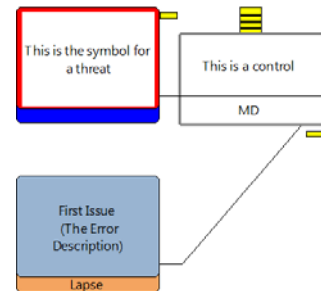 This is the symbol for
a threat
This is a control
MD
First Issue
(The Error
Description)
Lapse